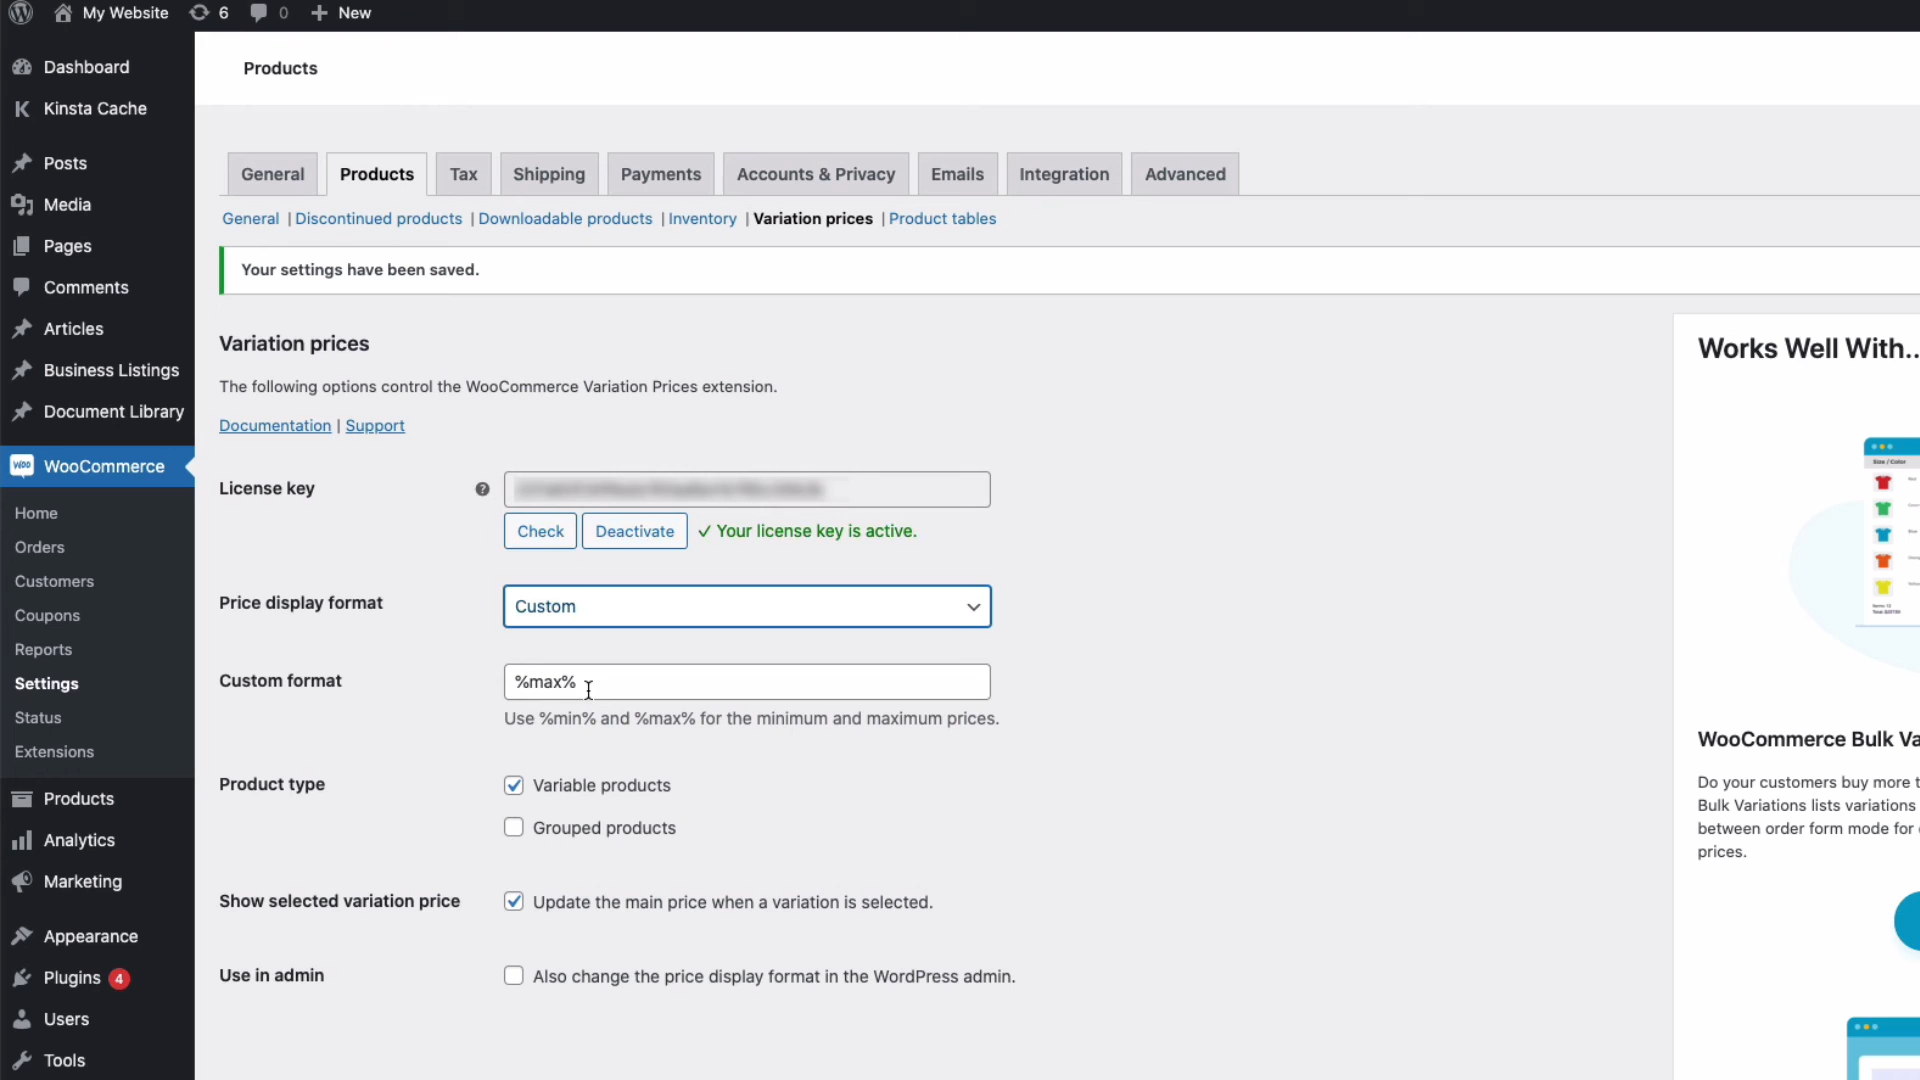 My Website 6 0 + New
Dashboard
Kinsta Cache
Posts
Media
Pages
Comments
Articles
Business Listings
Document Library
WooCommerce
Home
Orders
Customers
Coupons
Reports
Settings
Status
Extensions
Products
Analytics
Marketing
Appearance
Plugins 4
Users
Tools
Products
General Products Tax Shipping Payments Accounts & Privacy Emails Integration Advanced
General | Discontinued products | Downloadable products | Inventory | Variation prices | Product tables
Your settings have been saved.
Variation prices
The following options control the WooCommerce Variation Prices extension.
Documentation | Support
License key
Check Deactivate ✓ Your license key is active.
Price display format Custom
Custom format %max%
Use %min% and %max% for the minimum and maximum prices.
Product type Variable products
Grouped products
Show selected variation price Update the main price when a variation is selected.
Use in admin Also change the price display format in the WordPress admin.
Works Well With..
Size / Color
WooCommerce Bulk Va
Do your customers buy more t
Bulk Variations lists variations
between order form mode for
prices.